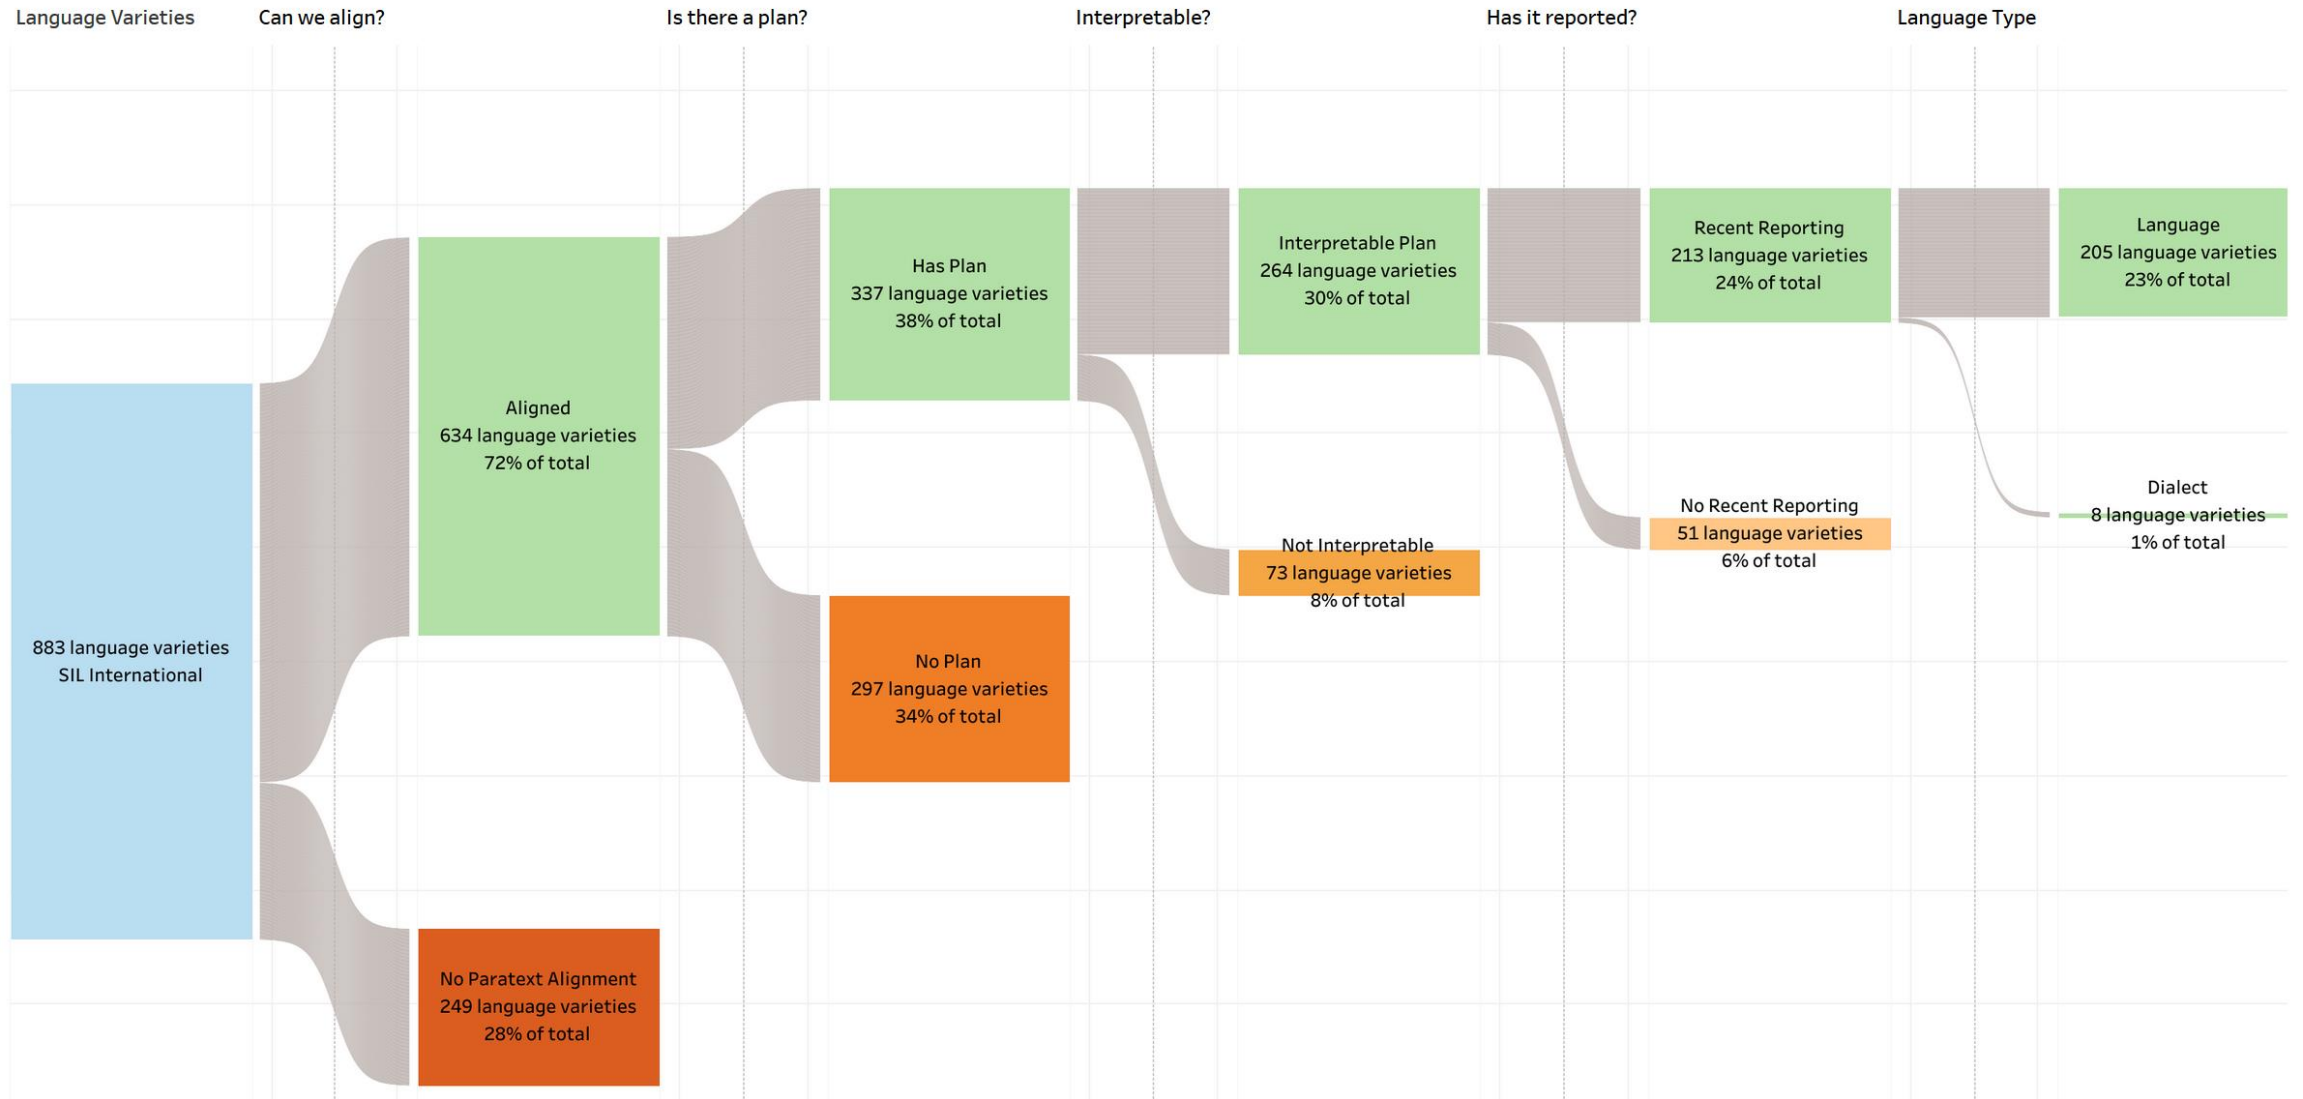 Language Varieties
Can we align?
Is there a plan?
Interpretable?
Has it reported?
Language Type
883 language varieties
SIL International
Aligned
634 language varieties
72% of total
No Paratext Alignment
249 language varieties
28% of total
Has Plan
337 language varieties
38% of total
No Plan
297 language varieties
34% of total
Interpretable Plan
264 language varieties
30% of total
Not Interpretable
73 language varieties
8% of total
Recent Reporting
213 language varieties
24% of total
No Recent Reporting
51 language varieties
6% of total
Language
205 language varieties
23% of total
Dialect
8 language varieties
1% of total